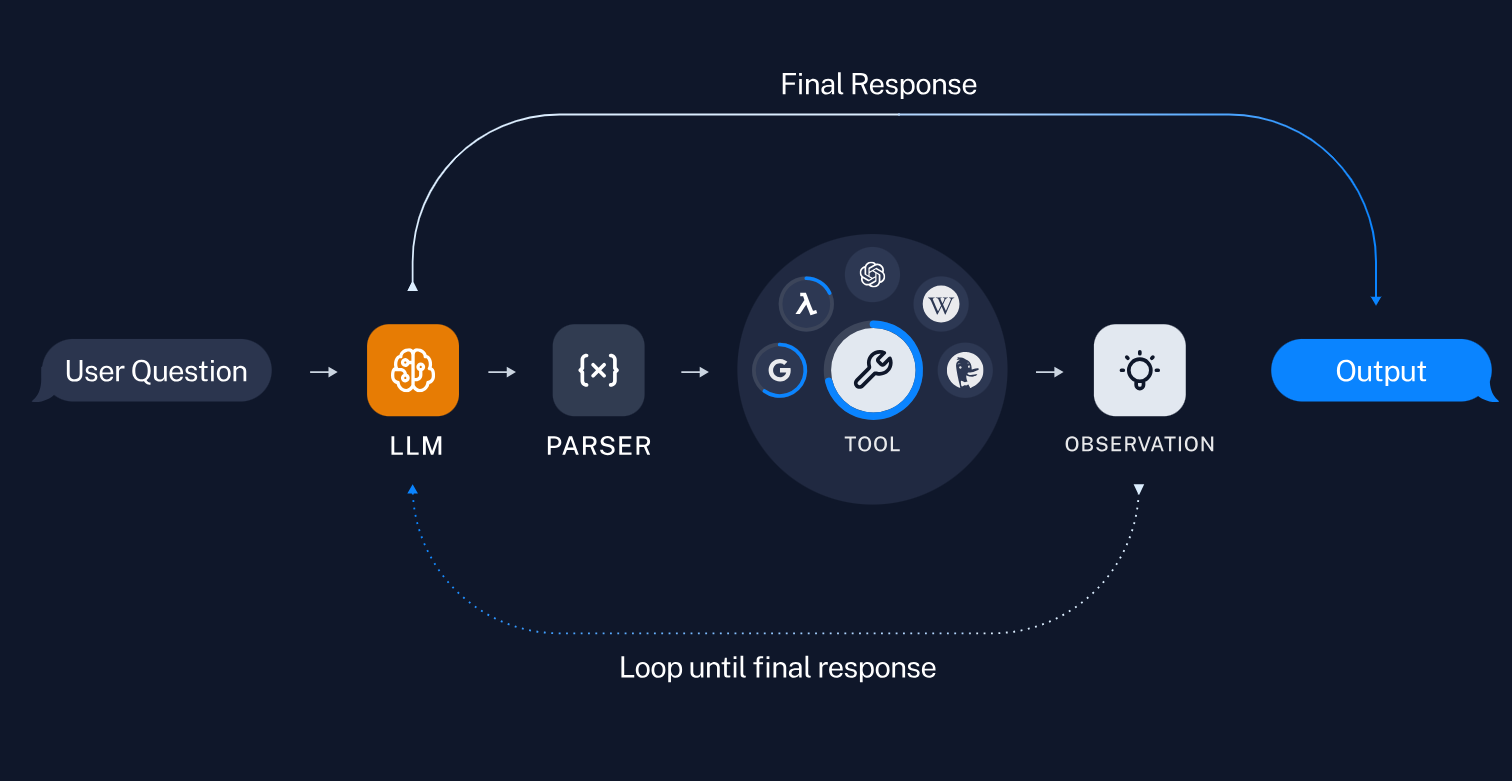 Final Response
User Question
LLM
{x}
PARSER
λ
G
W
TOOL
OBSERVATION
Output
Loop until final response